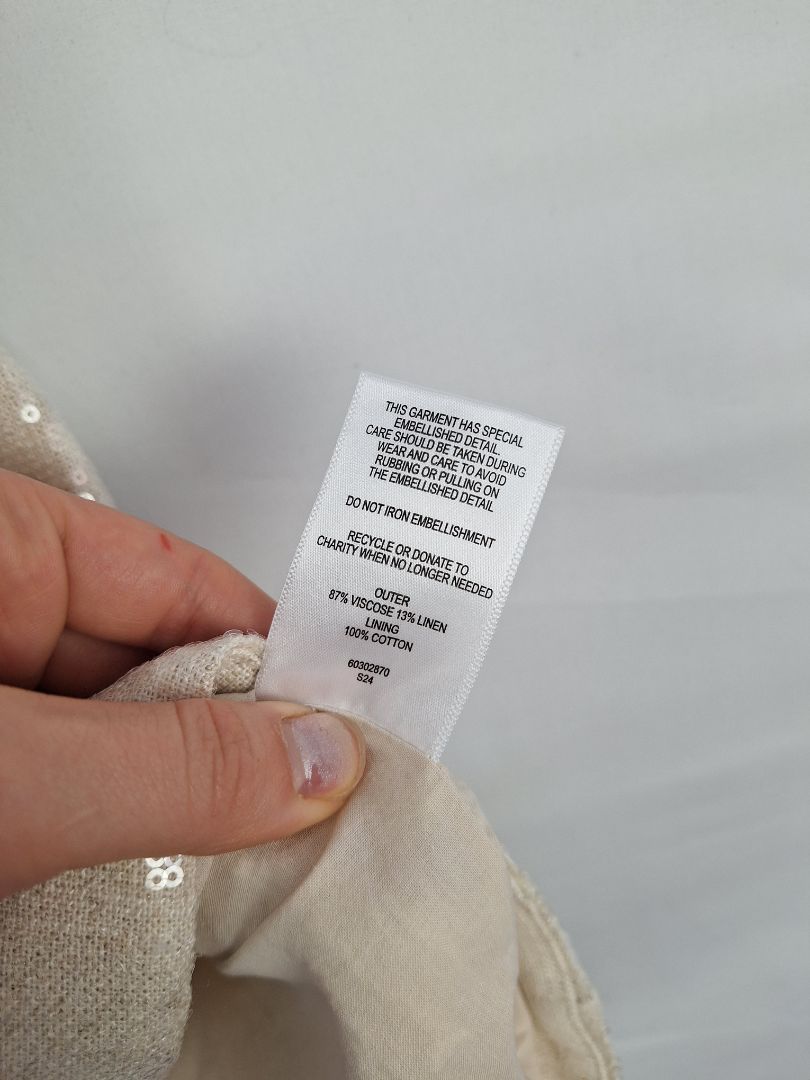 THIS GARMENT HAS SPECIAL
EMBELLISHED DETAIL.
CARE SHOULD BE TAKEN DURING
WEAR AND CARE TO AVOID
RUBBING OR PULLING ON
THE EMBELLISHED DETAIL
DO NOT IRON EMBELLISHMENT
RECYCLE OR DONATE TO
CHARITY WHEN NO LONGER NEEDED
OUTER
87% VISCOSE 13% LINEN
LINING
100% COTTON
60302870
S24